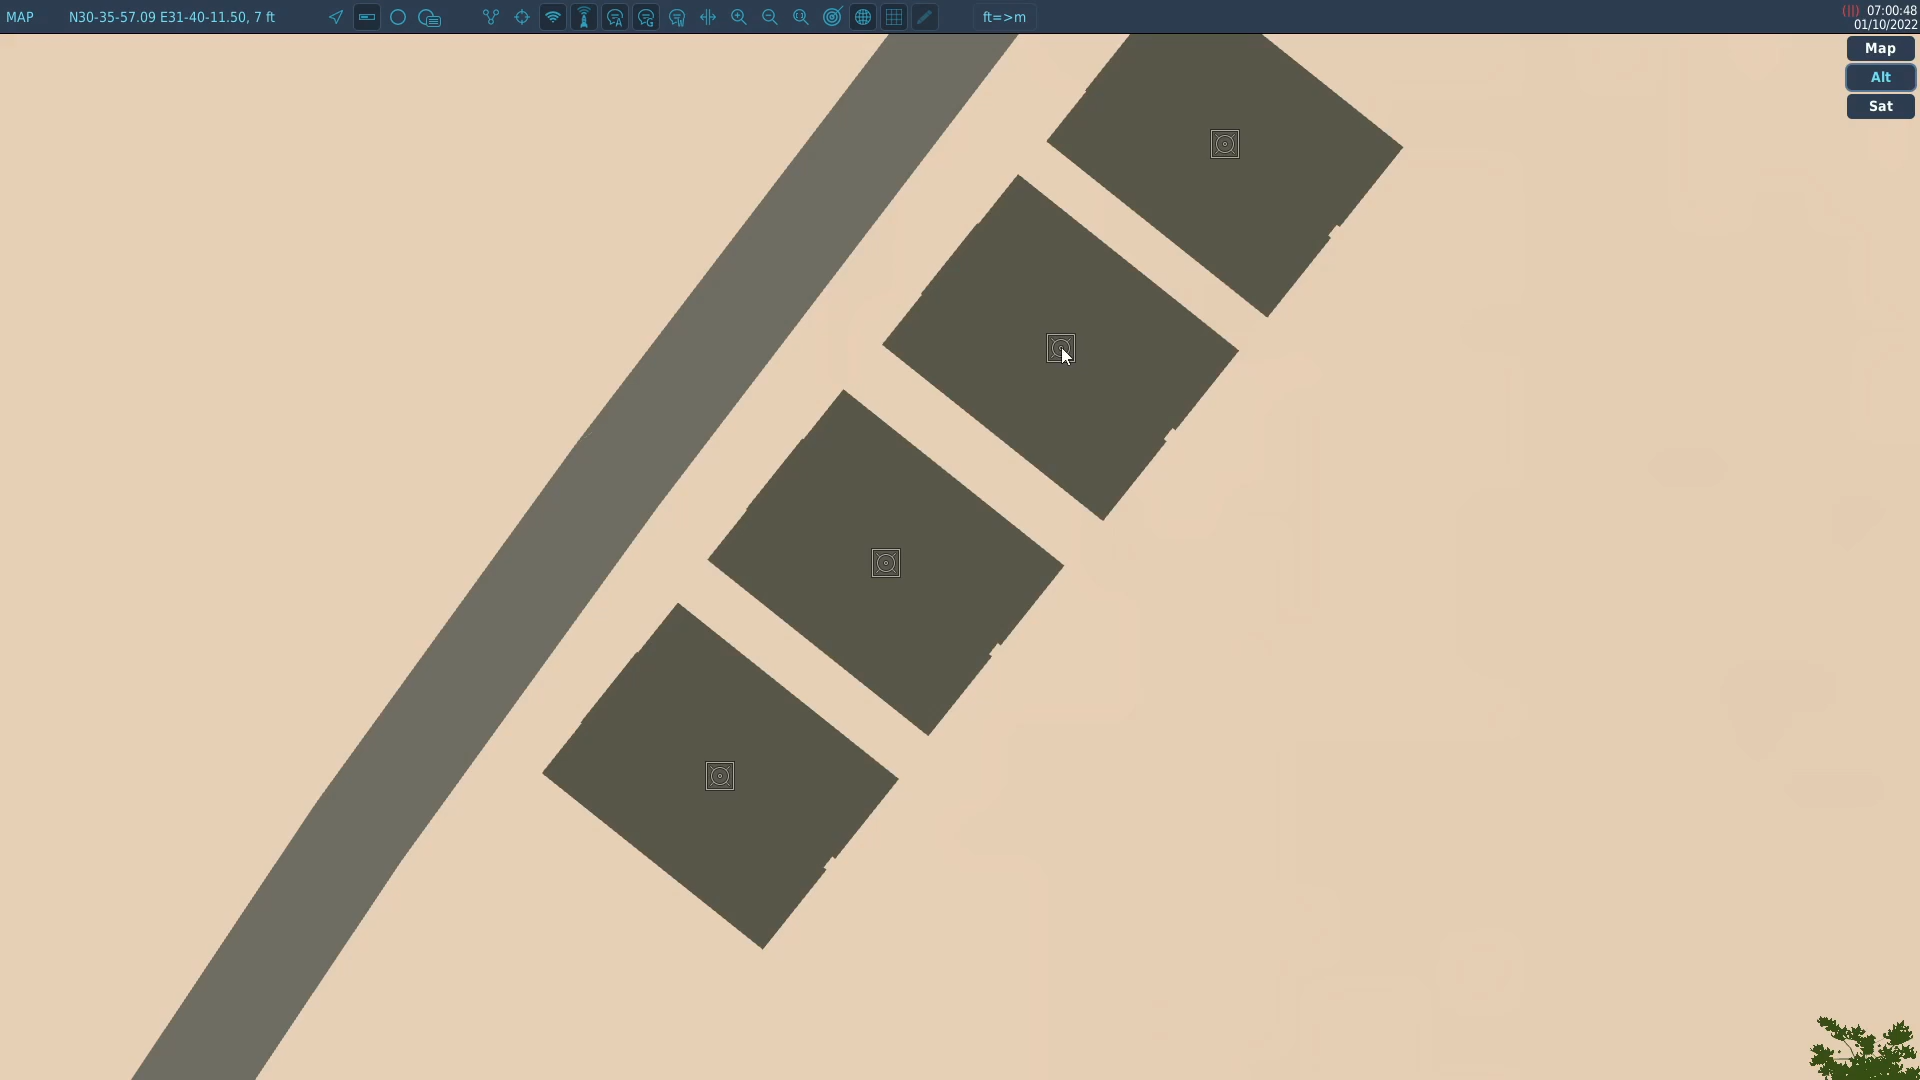 MAP
N30-35-57.09 E31-40-11.50, 7 ft
ft=>m
07:00:48
01/10/2022
Map
Alt
Sat